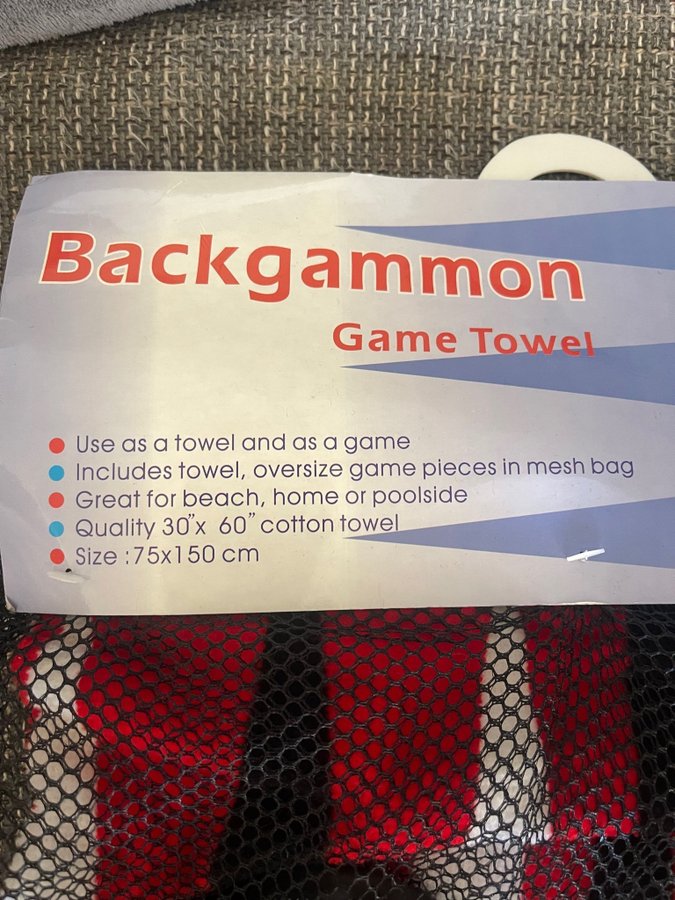 Backgammon
Game Towel
Use as a towel and as a game
Includes towel, oversize game pieces in mesh bag
Great for beach, home or poolside
Quality 30"x 60" cotton towel
Size :75x150 cm